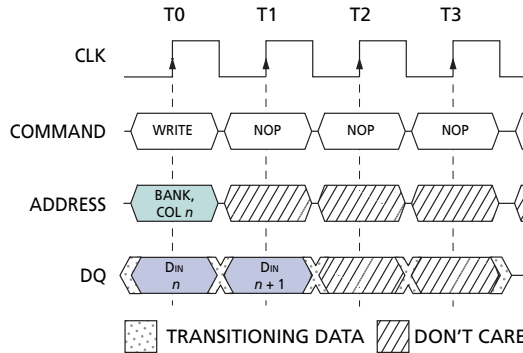 T0 T1 T2 T3
CLK
COMMAND WRITE NOP NOP NOP
ADDRESS BANK,
COL n
DQ DIN DIN
n n + 1
TRANSITIONING DATA DON'T CARE